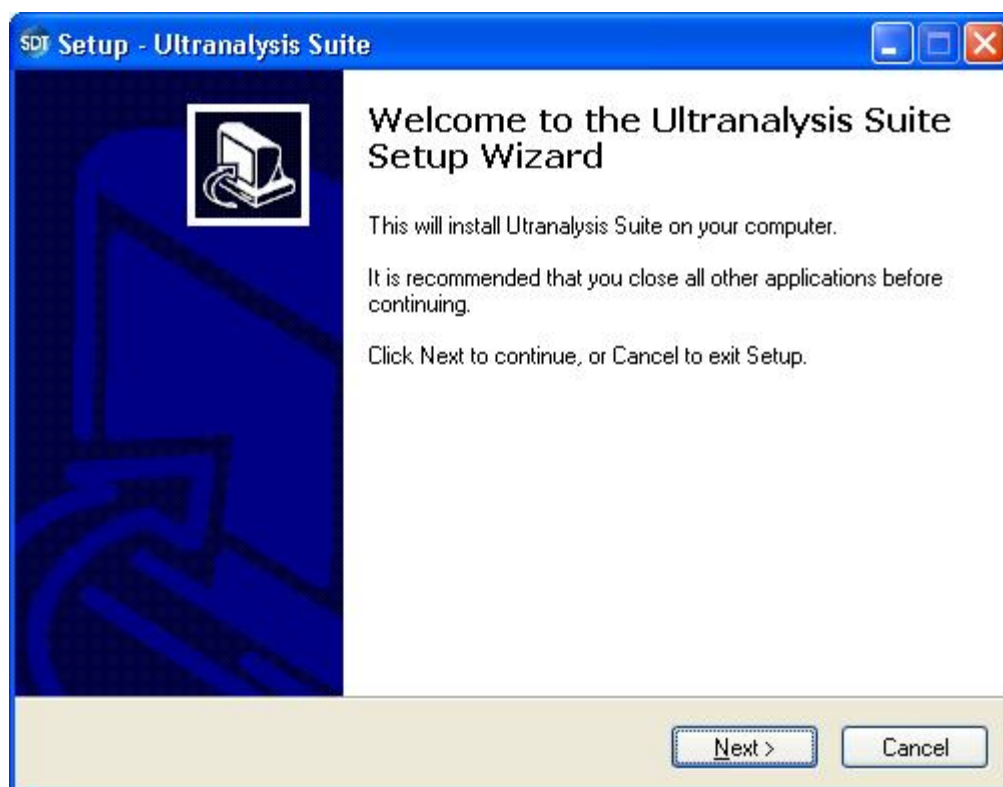 SDT Setup - Ultranalysis Suite
Welcome to the Ultranalysis Suite
Setup Wizard
This will install Utranalysis Suite on your computer.
It is recommended that you close all other applications before
continuing.
Click Next to continue, or Cancel to exit Setup.
Next >
Cancel